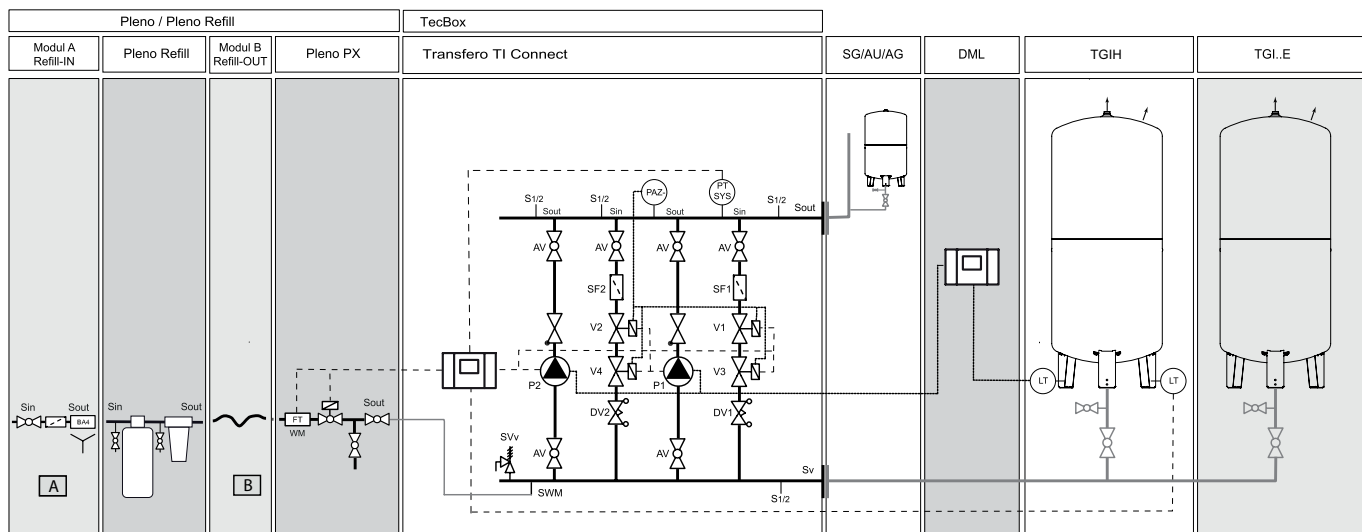 Pleno / Pleno Refill
TecBox
Modul A
Refill-IN
Pleno Refill
Modul B
Refill-OUT
Pleno PX
Transfero TI Connect
SG/AU/AG
DML
TGIH
TGI..E
PAZ-
PT
SYS
S1/2
S1/2
S1/2
Sout
Sin
Sout
Sin
Sout
AV
AV
AV
AV
SF2
SF1
V2
V1
P2
V4
P1
V3
LT
LT
Sin
Sout
BA4
Sin
Sout
Sout
FT
WM
DV2
DV1
SVv
AV
AV
Sv
A
B
SWM
S1/2